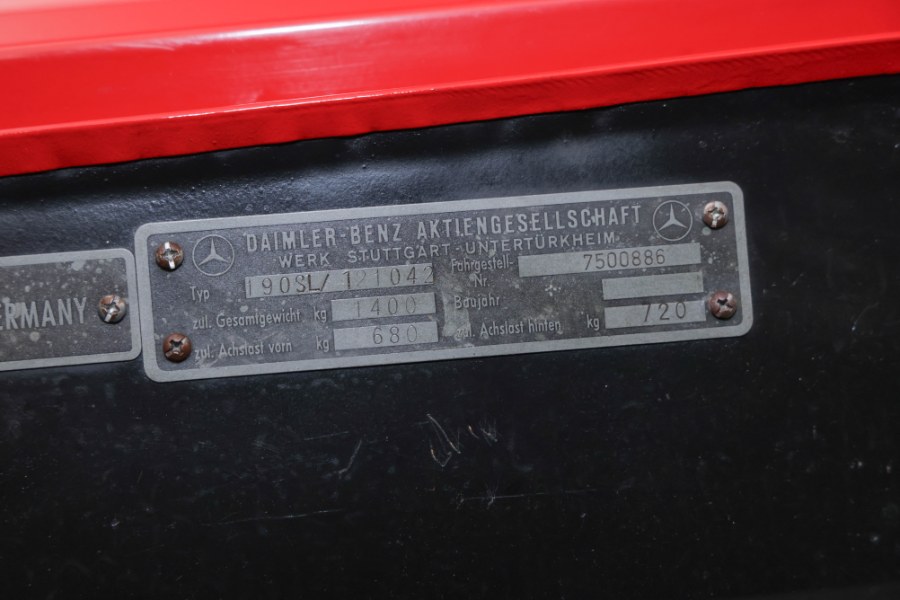 ERMANY
DAIMLER-BENZ AKTIENGESELLSCHAFT
WERK STUTTGART-UNTERTÜRKHEIM
Typ 190SL/121042 Fahrgestell-Nr. 7500886
zul. Gesamtgewicht kg 1400 Baujahr
zul. Achslast vorn kg 680 zul. Achslast hinten kg 720